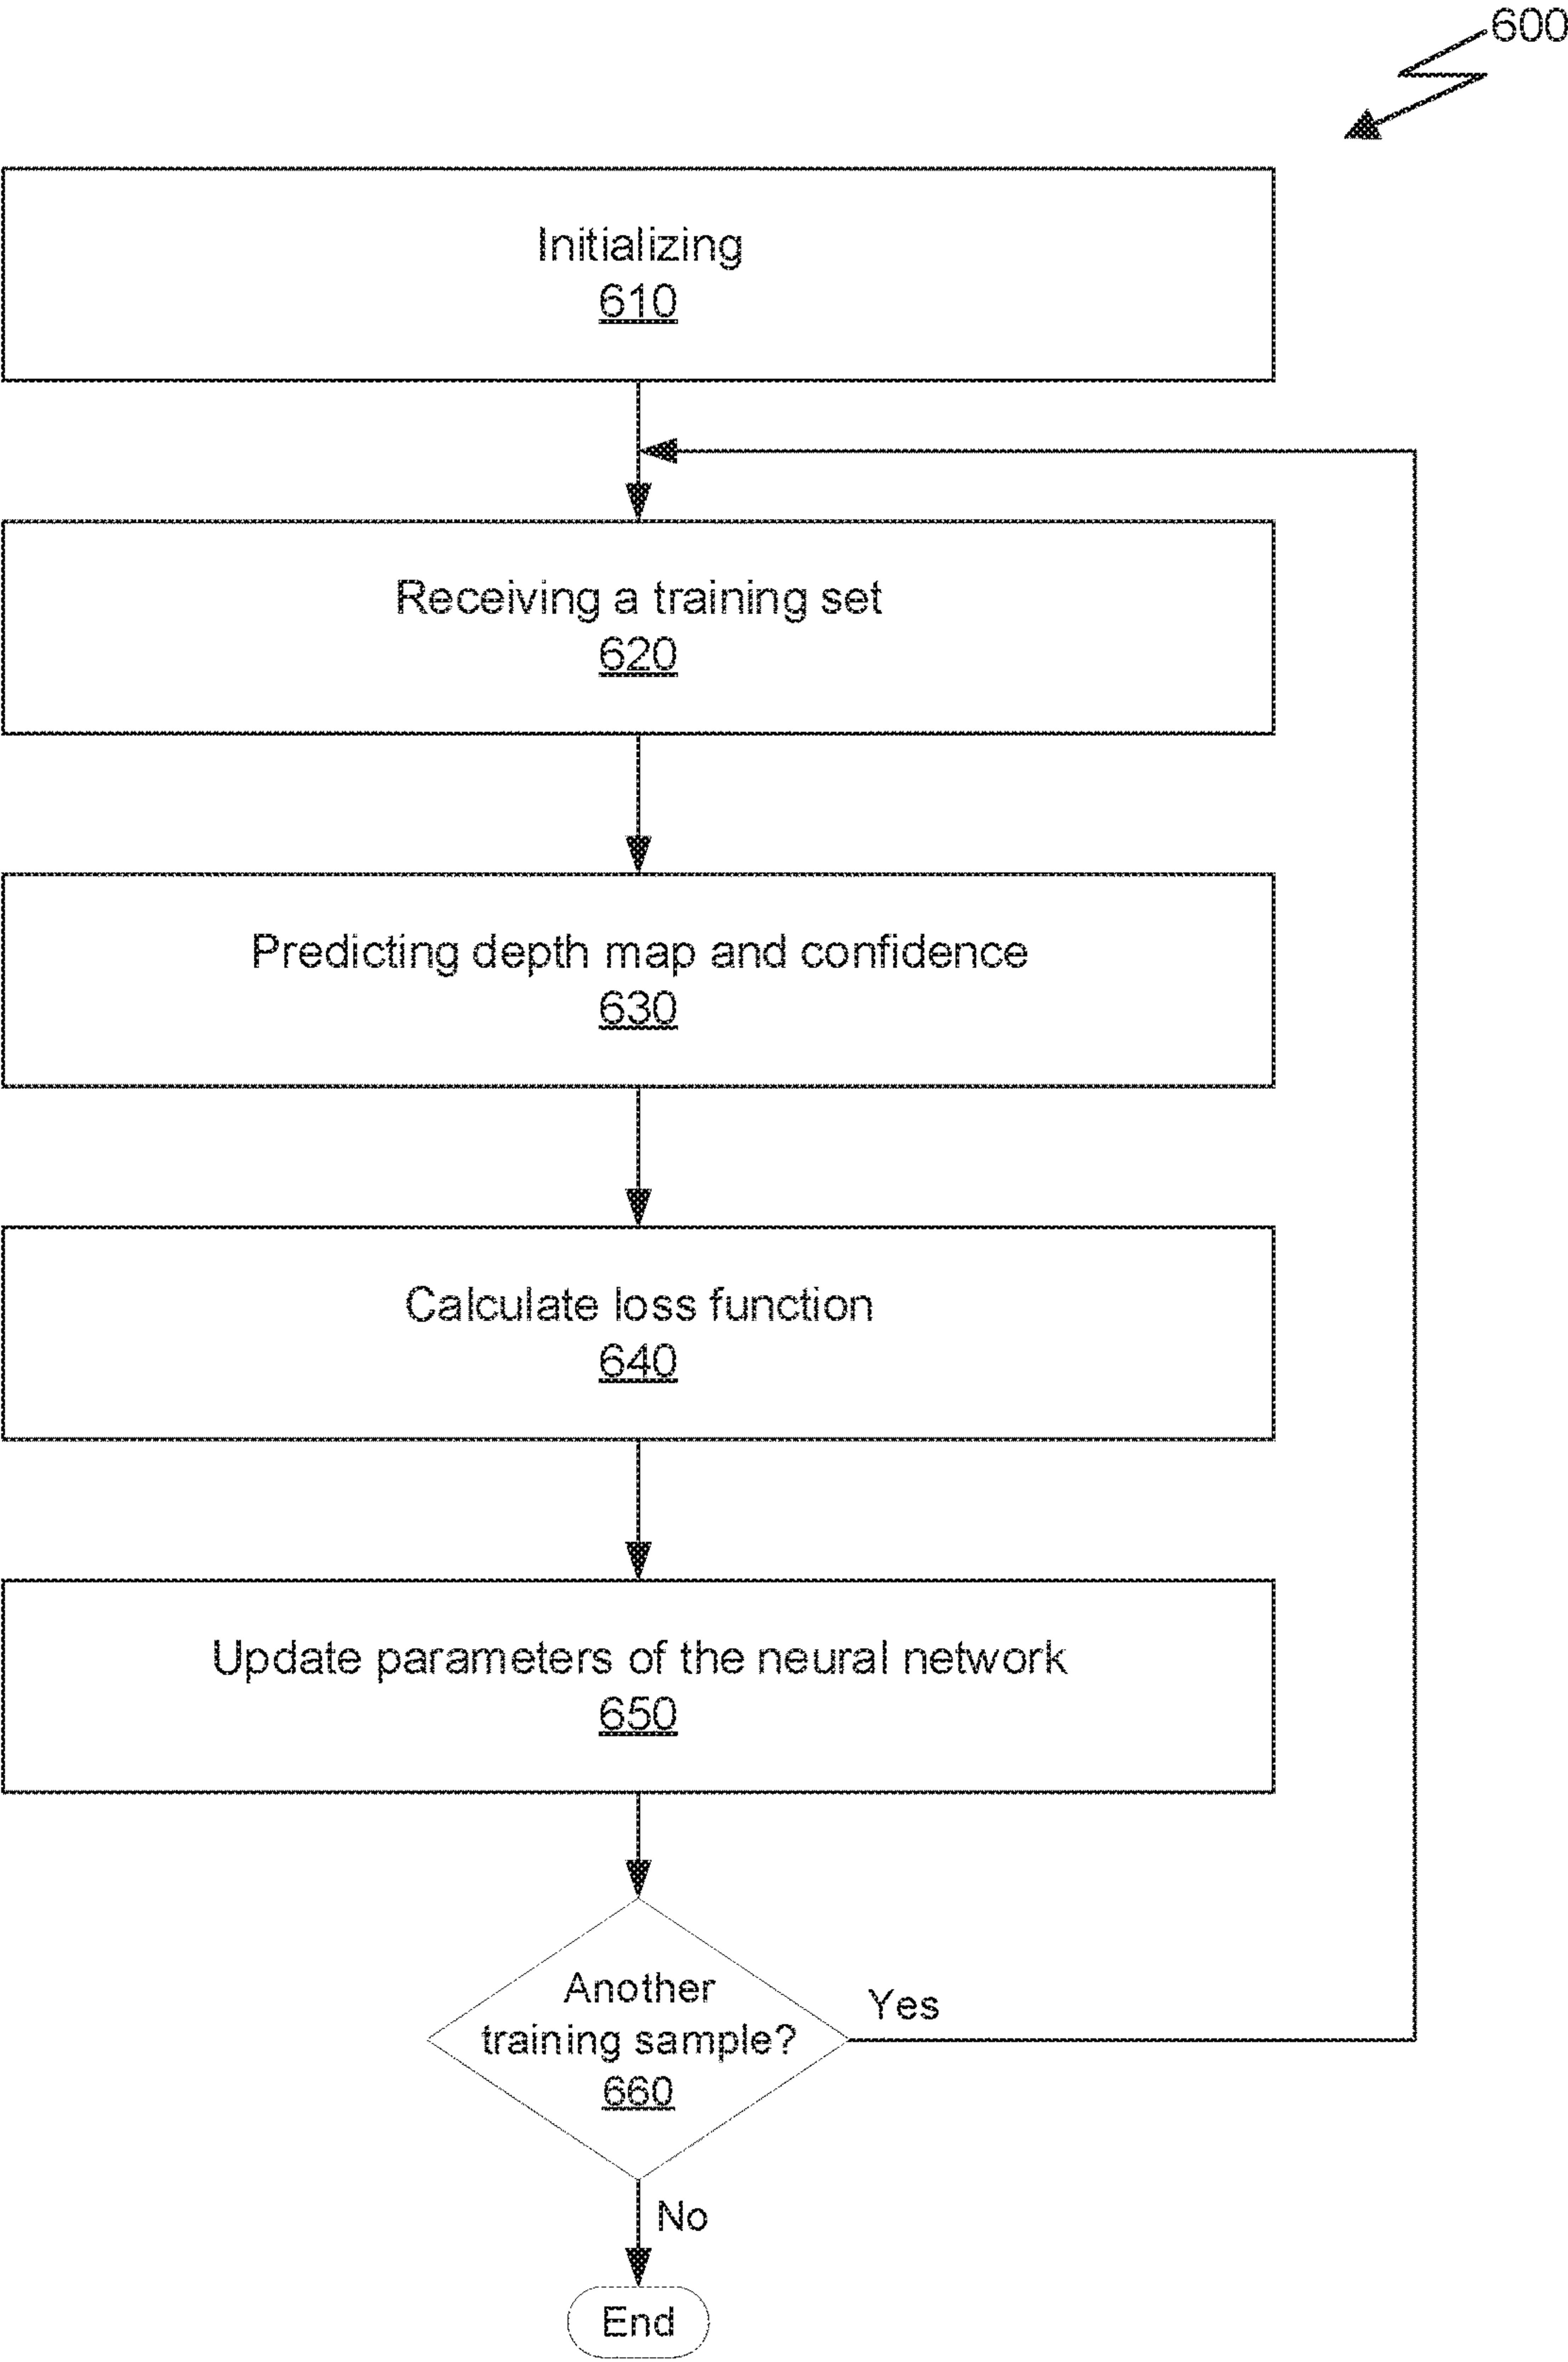 600
Initializing
610
Receiving a training set
620
Predicting depth map and confidence
630
Calculate loss function
640
Update parameters of the neural network
650
Another
training sample?
660
Yes
No
End